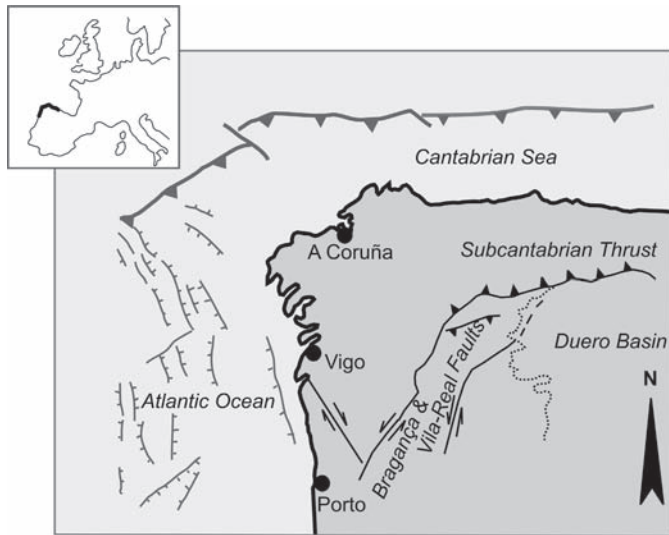 Cantabrian Sea
A Coruña
Subcantabrian Thrust
Vigo
Duero Basin
Atlantic Ocean
Bragança &
Vila-Real Faults
N
Porto